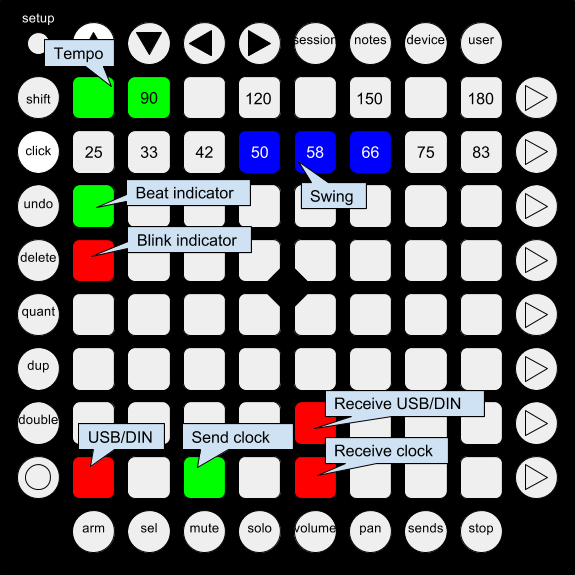 setup
Tempo
session notes device user
shift 90 120 150 180
click 25 33 42 50 58 66 75 83
undo Beat indicator Swing
delete Blink indicator
quant
dup
Receive USB/DIN
double
USB/DIN Send clock Receive clock
arm sel mute solo volume pan sends stop